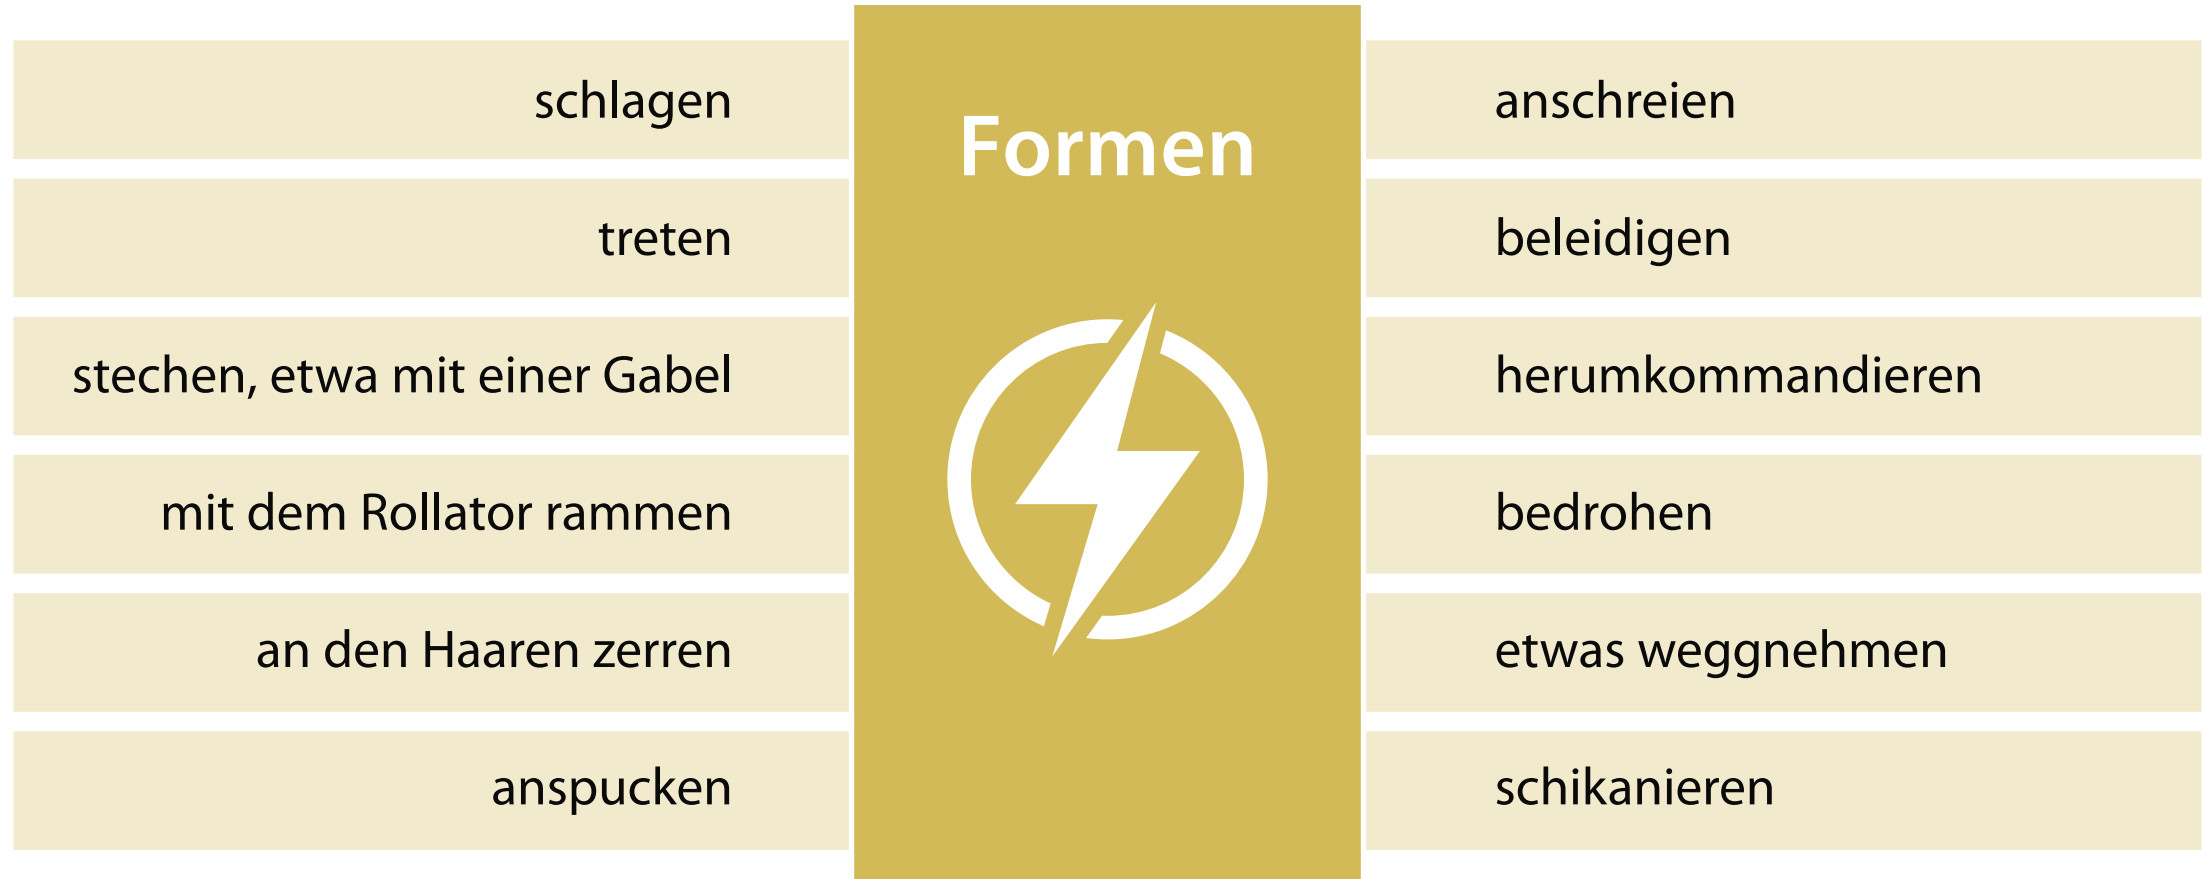 Formen
schlagen
treten
stechen, etwa mit einer Gabel
mit dem Rollator rammen
an den Haaren zerren
anspucken
anschreien
beleidigen
herumkommandieren
bedrohen
etwas weggnehmen
schikanieren